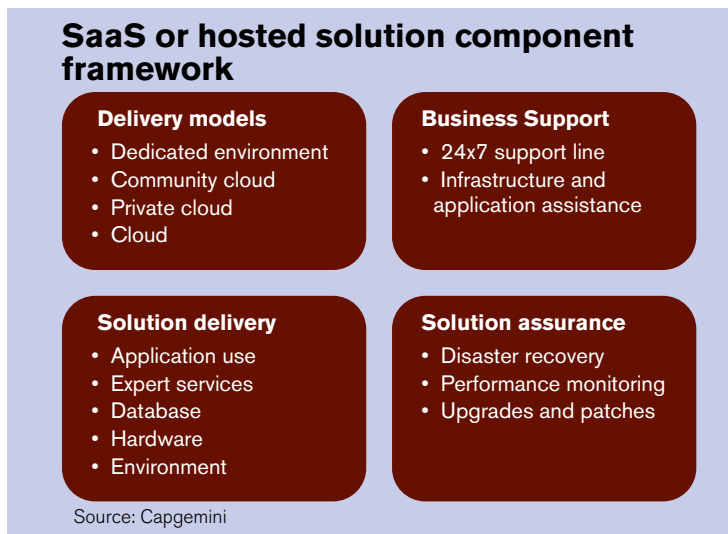 SaaS or hosted solution component
framework
Delivery models
• Dedicated environment
• Community cloud
• Private cloud
• Cloud
Business Support
• 24x7 support line
• Infrastructure and
application assistance
Solution delivery
• Application use
• Expert services
• Database
• Hardware
• Environment
Solution assurance
• Disaster recovery
• Performance monitoring
• Upgrades and patches
Source: Capgemini